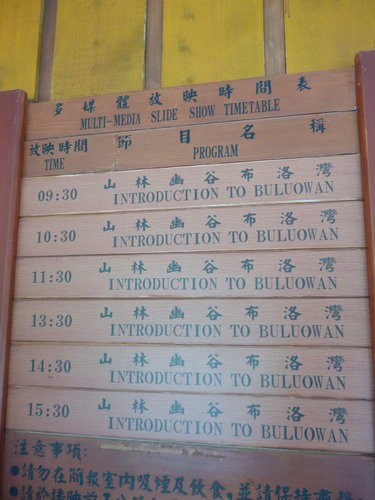 多媒體放映時間表
MULTI-MEDIA SLIDE SHOW TIMETABLE
放映時間 節目名稱
TIME PROGRAM
09:30 山林幽谷布洛灣
INTRODUCTION TO BULUOWAN
10:30 山林幽谷布洛灣
INTRODUCTION TO BULUOWAN
11:30 山林幽谷布洛灣
INTRODUCTION TO BULUOWAN
13:30 山林幽谷布洛灣
INTRODUCTION TO BULUOWAN
14:30 山林幽谷布洛灣
INTRODUCTION TO BULUOWAN
15:30 山林幽谷布洛灣
INTRODUCTION TO BULUOWAN
注意事項:
●請勿在簡報室內吸煙及飲食,並請保持
●請於